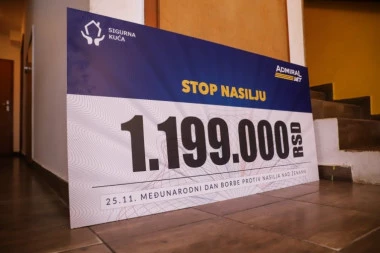 SIGURNA
KUĆA
ADMIRAL
BET
STOP NASILJU
1.199.000 RSD
25.11. MEĐUNARODNI DAN BORBE PROTIV NASILJA NAD ŽENAMA